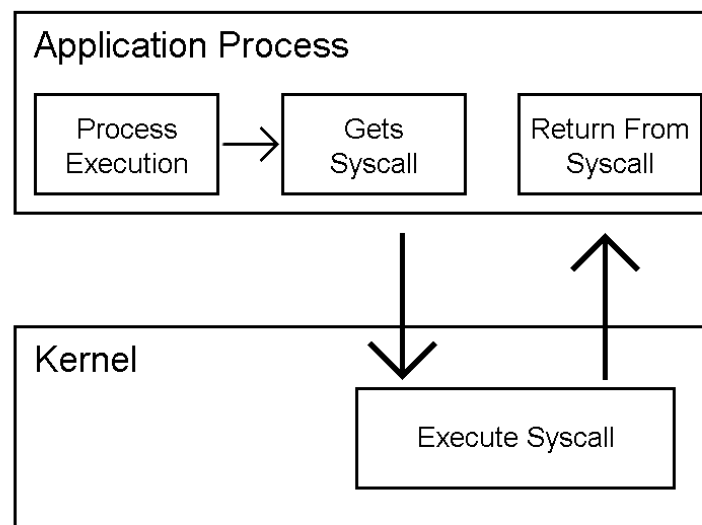 Application Process
Process
Execution
Gets
Syscall
Return From
Syscall
Kernel
Execute Syscall